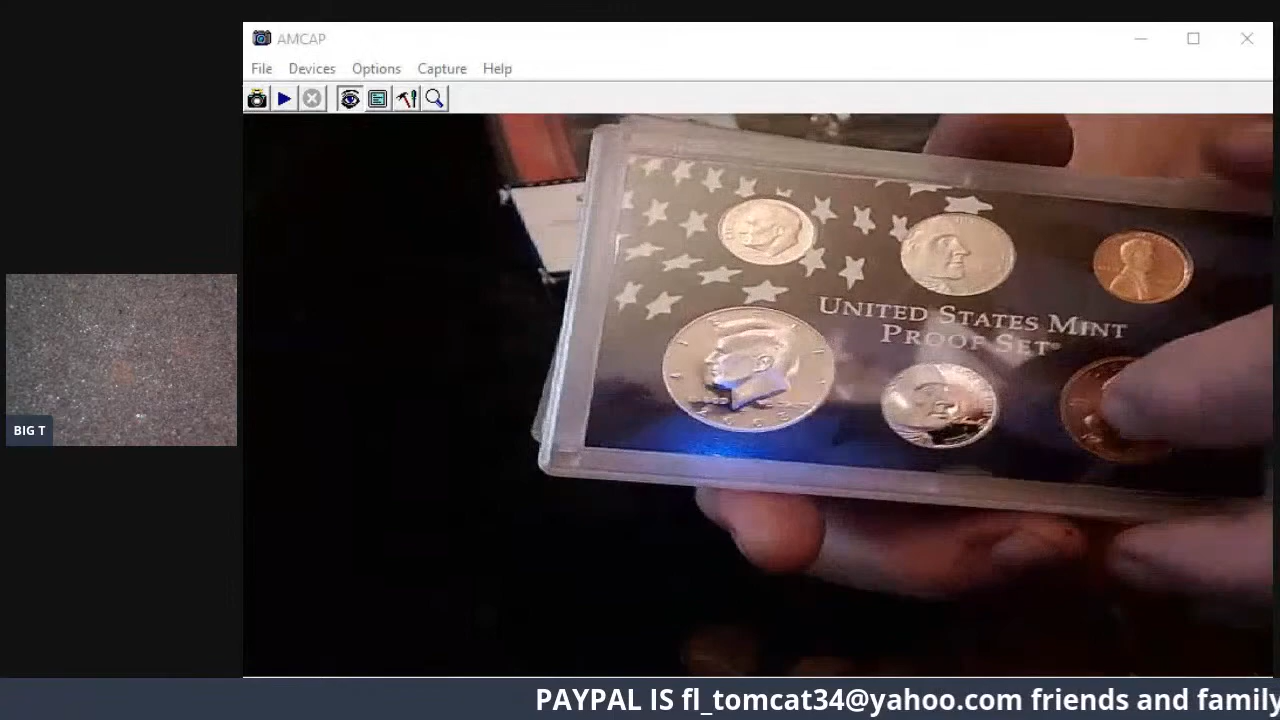 AMCAP
File Devices Options Capture Help
UNITED STATES MINT
PROOF SET
BIG T
PAYPAL IS fl_tomcat34@yahoo.com friends and family